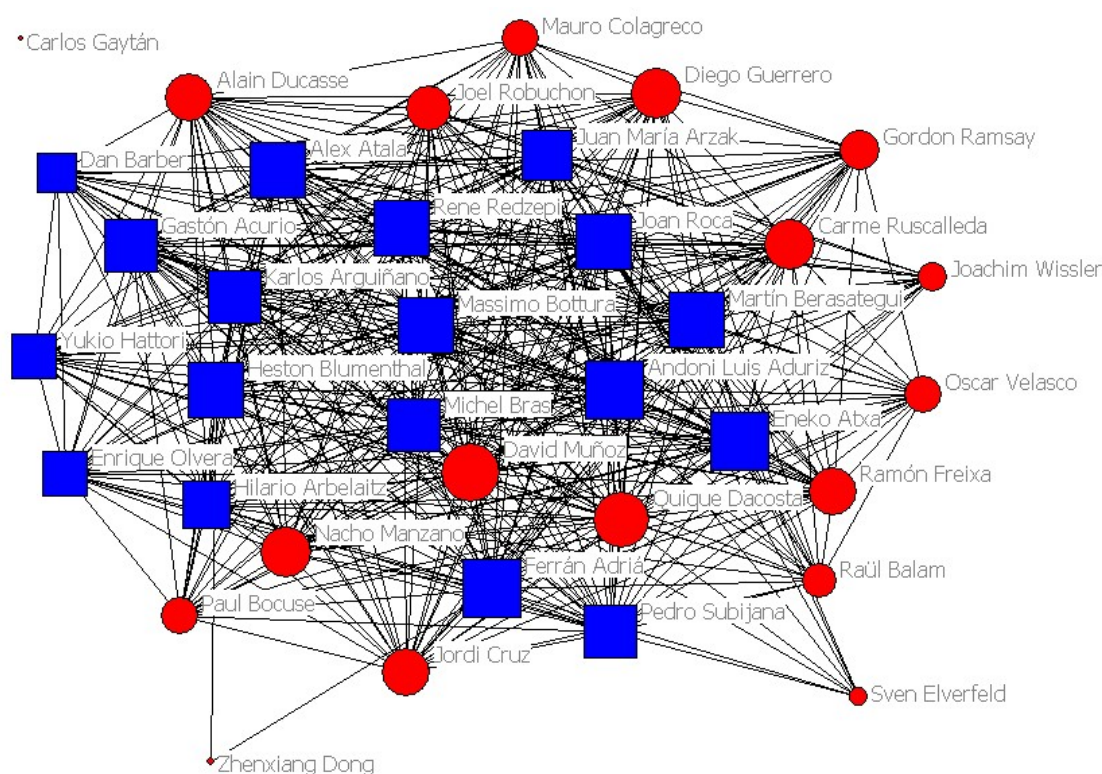 Mauro Colagreco
Carlos Gaytán
Diego Guerrero
Alain Ducasse
Joel Robuchon
Juan María Arzak
Gordon Ramsay
Alex Atala
Dan Barber
Rene Redzepi
Joan Roca
Gastón Acurio
Carme Ruscalleda
Joachim Wissler
Karlos Arguiñano
Massimo Bottura
Martín Berasategui
Yukio Hattori
Heston Blumenthal
Andoni Luis Aduriz
Oscar Velasco
Michel Bras
Eneko Atxa
David Muñoz
Enrique Olvera
Ramón Freixa
Hilario Arbelaitz
Quique Dacosta
Nacho Manzano
Ferrán Adriá
Raül Balam
Paul Bocuse
Pedro Subijana
Jordi Cruz
Sven Elverfeld
Zhenxiang Dong